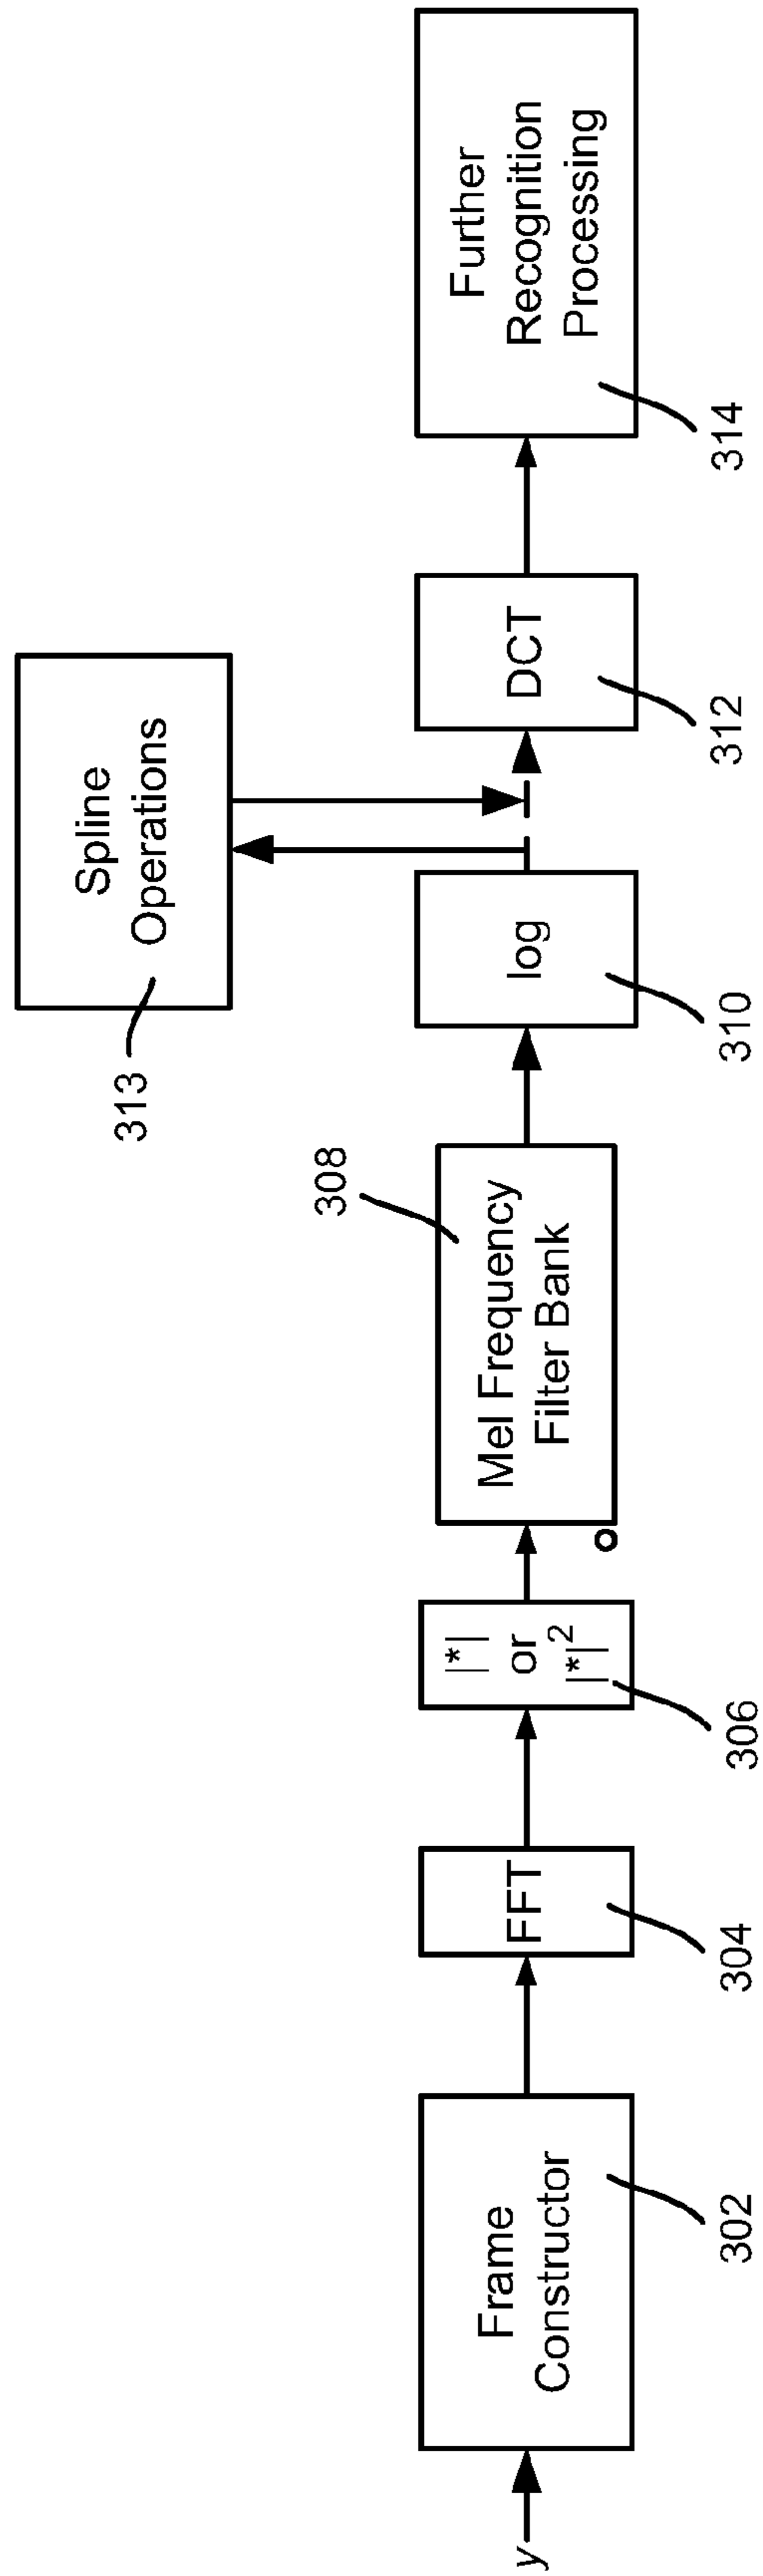 y
Frame
Constructor
302
FFT
304
|*|
or
|*|²
306
Mel Frequency
Filter Bank
308
log
310
Spline
Operations
313
DCT
312
Further
Recognition
Processing
314